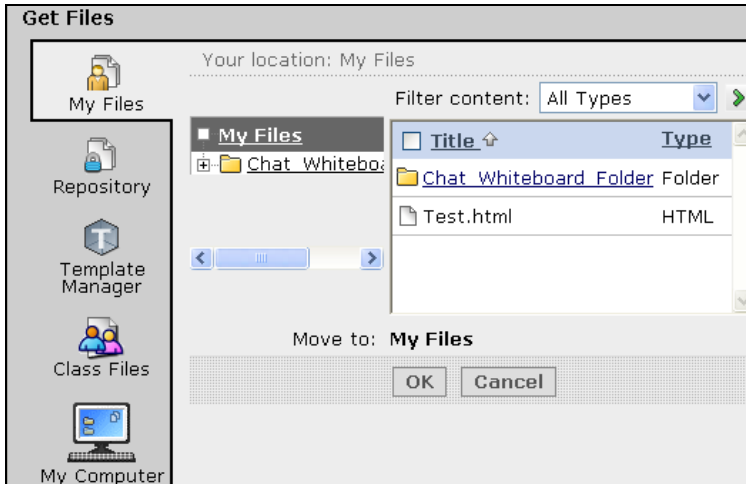 Get Files
My Files
Repository
Template
Manager
Class Files
My Computer
Your location: My Files
Filter content: All Types
My Files
Chat_Whiteboa
Title Type
Chat_Whiteboard_Folder Folder
Test.html HTML
Move to: My Files
OK Cancel